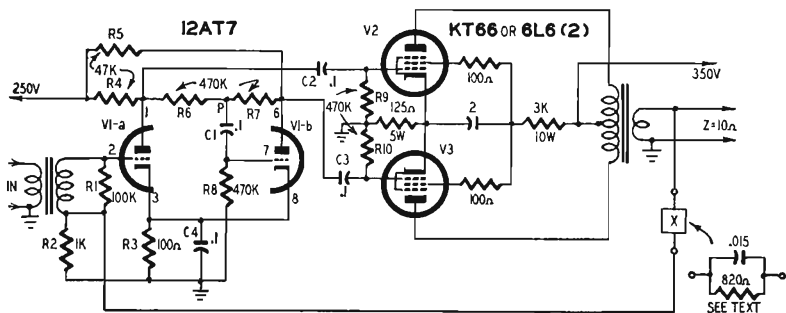 12AT7
KT66 OR 6L6 (2)
R5
47K
250V
R4
470K
R6
P
R7
1
6
C2 .1
V2
100Ω
350V
R9
125Ω
5W
470K
R10
2
3K
10W
Z=10Ω
V1-a
C1
.1
V1-b
2
7
3
8
IN
R1
100K
R8
470K
C3
.1
V3
100Ω
R2
1K
R3
100Ω
C4
.1
X
.015
820Ω
SEE TEXT